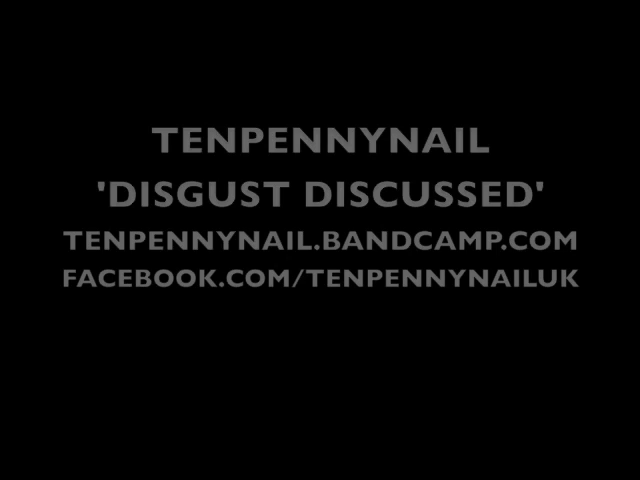 TENPENNYNAIL
'DISGUST DISCUSSED'
TENPENNYNAIL.BANDCAMP.COM
FACEBOOK.COM/TENPENNYNAILUK